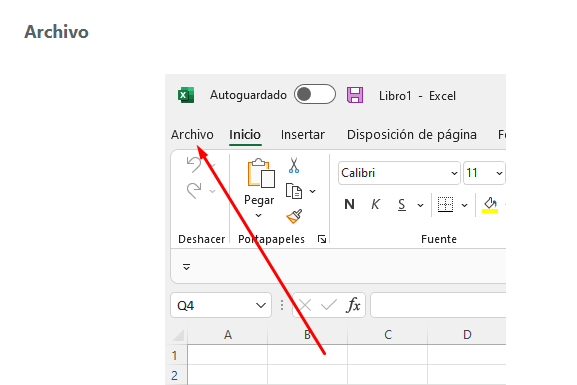 Archivo
Autoguardado Libro1 - Excel
Archivo Inicio Insertar Disposición de página
Pegar
Calibri 11
N K S
Deshacer Portapapeles Fuente
Q4 fx
A B C D
1
2